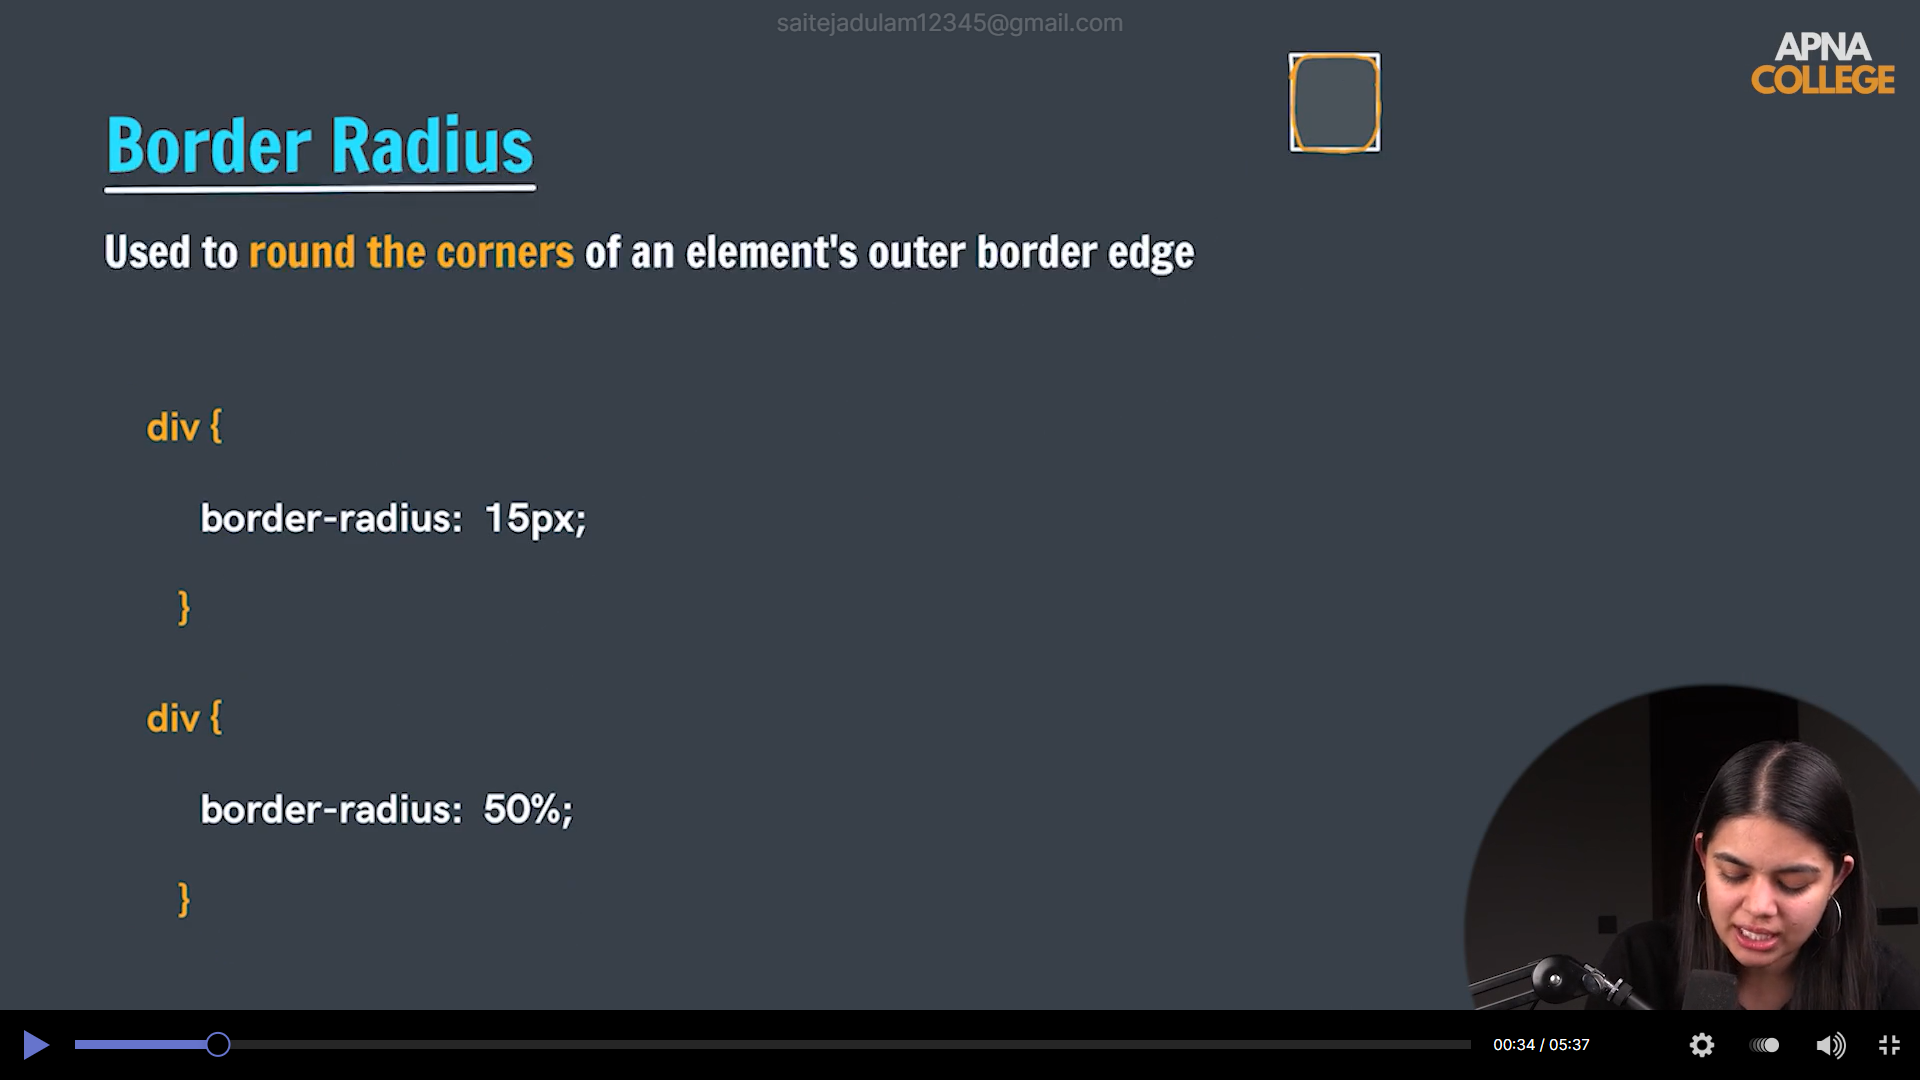 saitejadulam12345@gmail.com
APNA
COLLEGE
Border Radius
Used to round the corners of an element's outer border edge
div {
border-radius: 15px;
}
div {
border-radius: 50%;
}
00:34 / 05:37